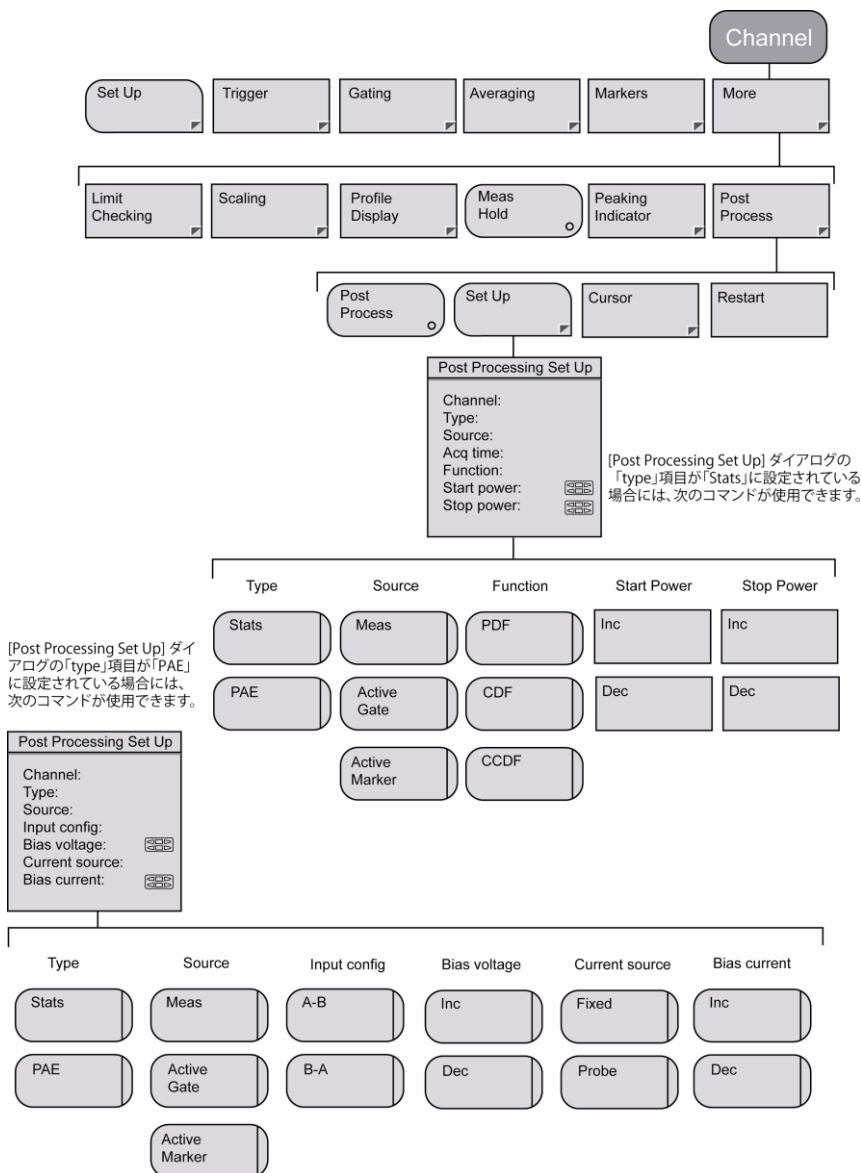 Channel
Set Up
Trigger
Gating
Averaging
Markers
More
Limit
Checking
Scaling
Profile
Display
Meas
Hold
Peaking
Indicator
Post
Process
Post
Process
Set Up
Cursor
Restart
Post Processing Set Up
Channel:
Type:
Source:
Acq time:
Function:
Start power:
Stop power:
[Post Processing Set Up] ダイアログの
「type」項目が「Stats」に設定されている
場合には、次のコマンドが使用できます。
Type
Source
Function
Start Power
Stop Power
Stats
Meas
PDF
Inc
Inc
PAE
Active
Gate
CDF
Dec
Dec
Active
Marker
CCDF
[Post Processing Set Up] ダイ
アログの「type」項目が「PAE」
に設定されている場合には、
次のコマンドが使用できます。
Post Processing Set Up
Channel:
Type:
Source:
Input config:
Bias voltage:
Current source:
Bias current:
Type
Source
Input config
Bias voltage
Current source
Bias current
Stats
Meas
A-B
Inc
Fixed
Inc
PAE
Active
Gate
B-A
Dec
Probe
Dec
Active
Marker